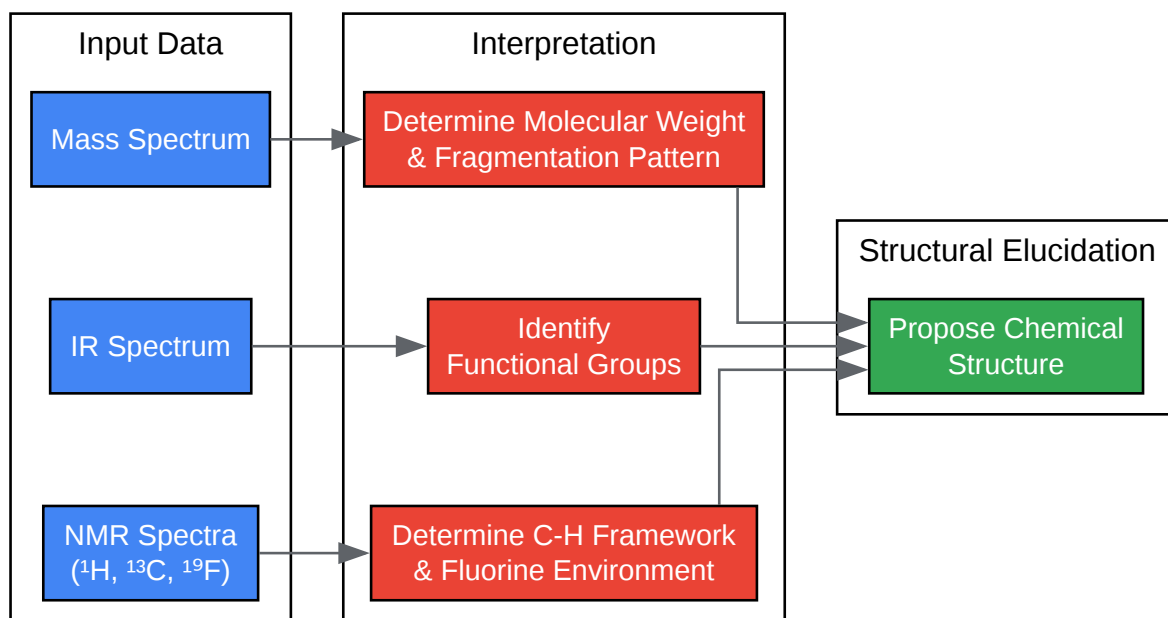 Input Data
Mass Spectrum
IR Spectrum
NMR Spectra
(¹H, ¹³C, ¹⁹F)
Interpretation
Determine Molecular Weight
& Fragmentation Pattern
Identify
Functional Groups
Determine C-H Framework
& Fluorine Environment
Structural Elucidation
Propose Chemical
Structure